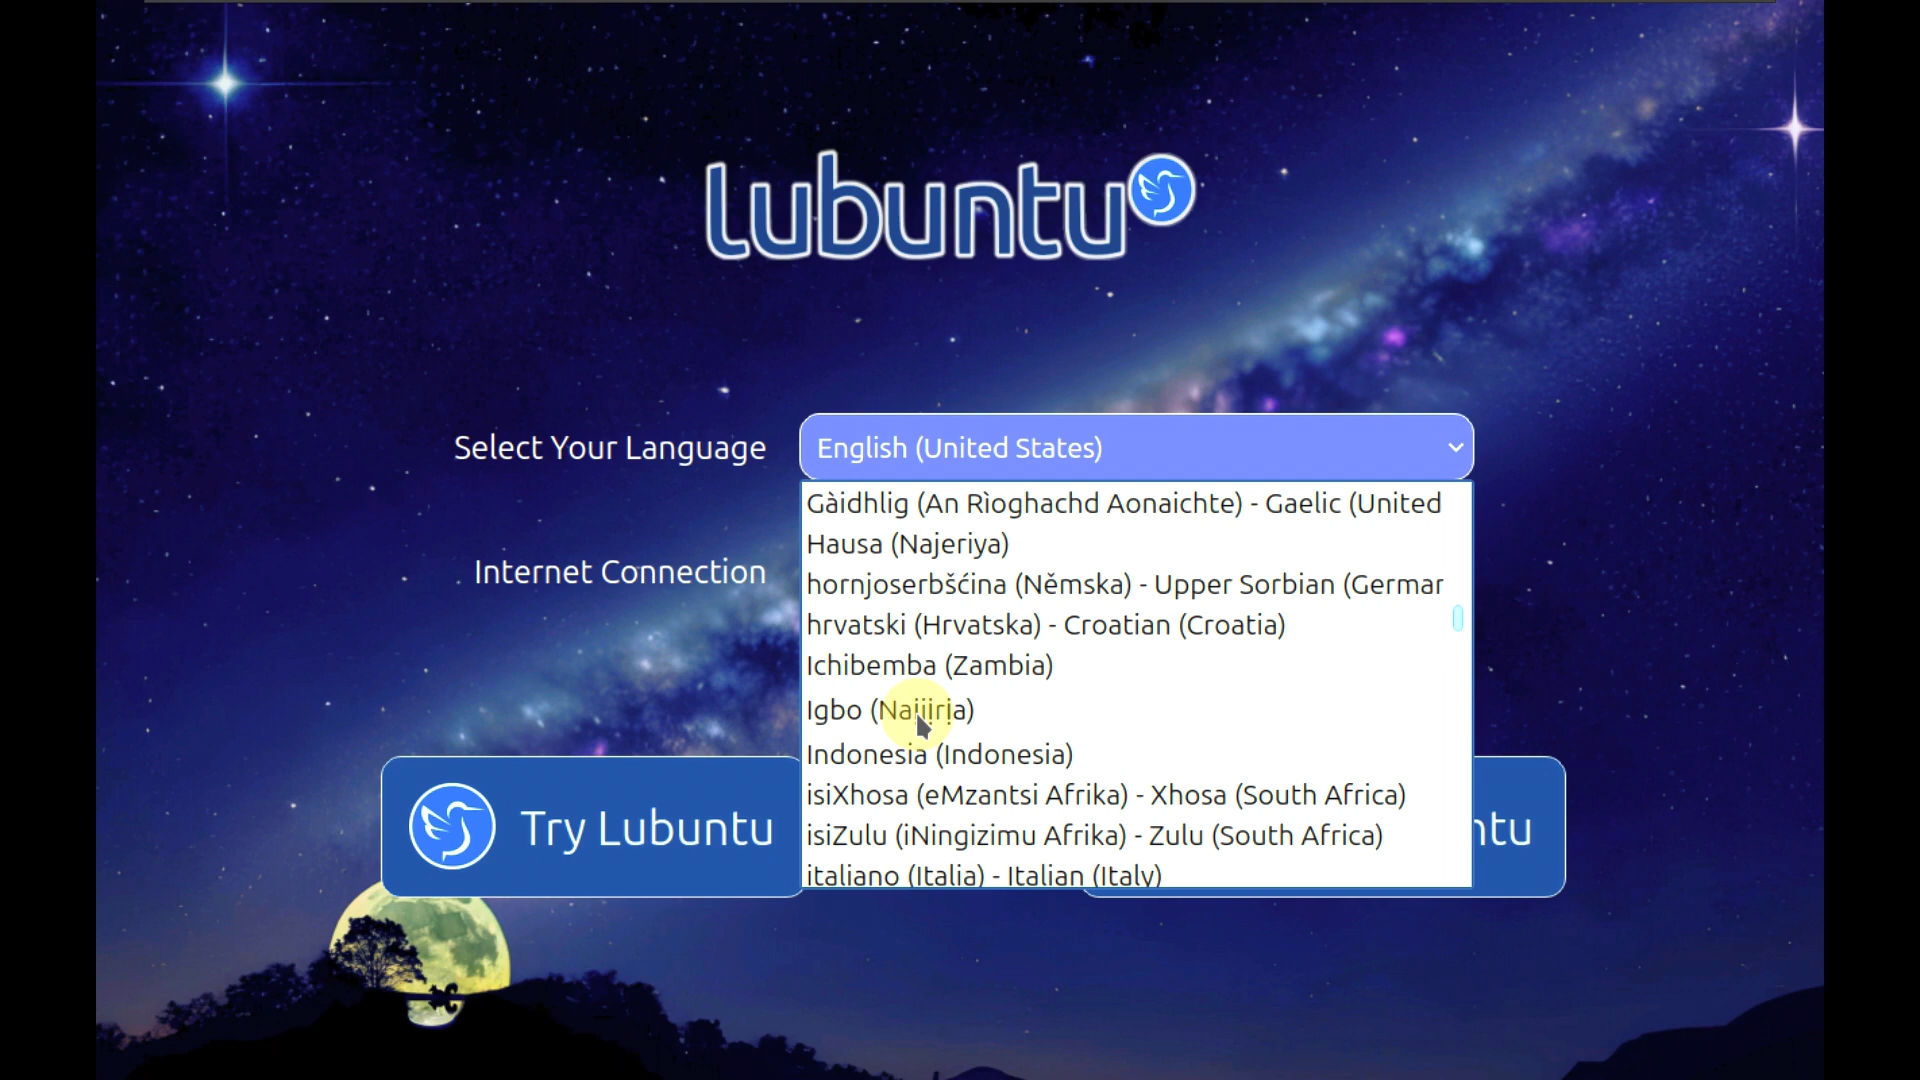 lubuntu
Select Your Language
English (United States)
Gàidhlig (An Rìoghachd Aonaichte) - Gaelic (United
Hausa (Najeriya)
hornjoserbšćina (Němska) - Upper Sorbian (German
hrvatski (Hrvatska) - Croatian (Croatia)
Ichibemba (Zambia)
Igbo (Naịjịrịa)
Indonesia (Indonesia)
isiXhosa (eMzantsi Afrika) - Xhosa (South Africa)
isiZulu (iNingizimu Afrika) - Zulu (South Africa)
italiano (Italia) - Italian (Italy)
Internet Connection
Try Lubuntu
ntu